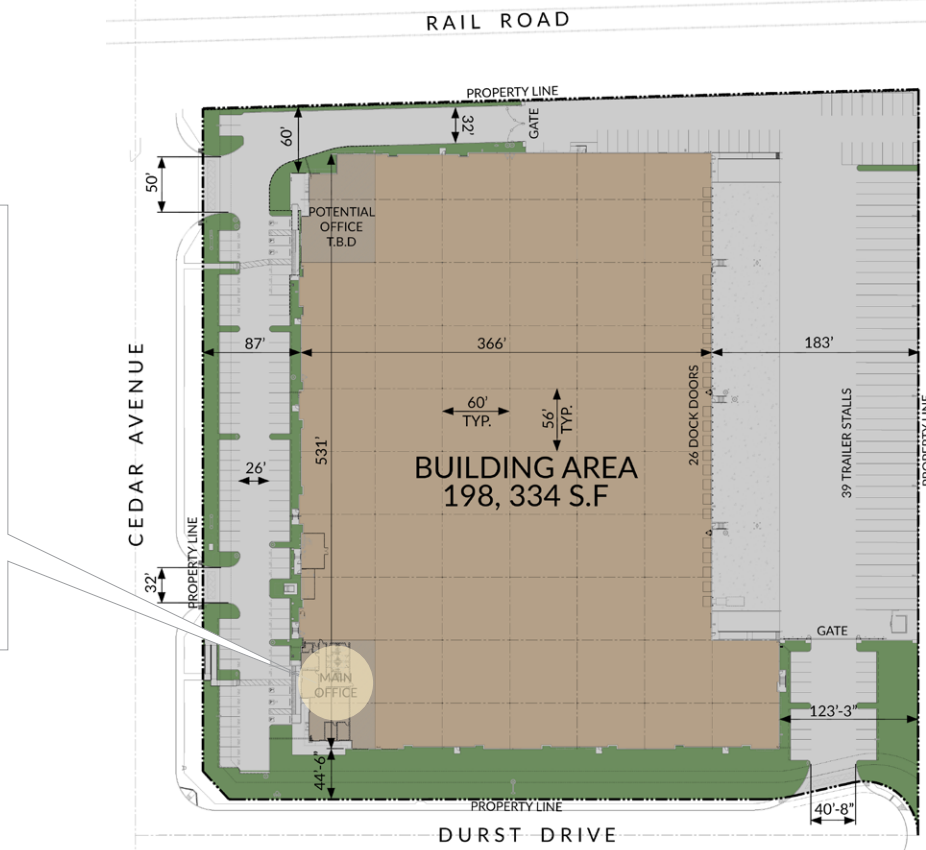 RAIL ROAD
PROPERTY LINE
60'
32'
GATE
50'
POTENTIAL
OFFICE
T.B.D
87'
366'
183'
CEDAR AVENUE
531'
60'
TYP.
56'
TYP.
26 DOCK DOORS
39 TRAILER STALLS
PROPERTY LINE
BUILDING AREA
198, 334 S.F
26'
PROPERTY LINE
32'
GATE
MAIN
OFFICE
123'-3"
44'-6"
PROPERTY LINE
40'-8"
DURST DRIVE